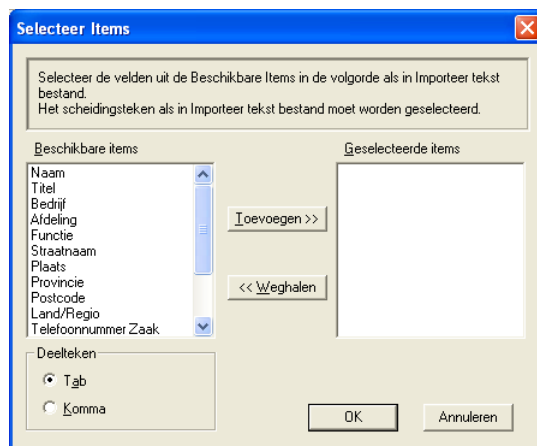 Selecteer Items
Selecteer de velden uit de Beschikbare Items in de volgorde als in Importeer tekst
bestand.
Het scheidingsteken als in Importeer tekst bestand moet worden geselecteerd.
Beschikbare items
Geselecteerde items
Naam
Titel
Bedrijf
Afdeling
Functie
Straatnaam
Plaats
Provincie
Postcode
Land/Regio
Telefoonnummer Zaak
Toevoegen >>
<< Weghalen
Deelteken
Tab
Komma
OK
Annuleren